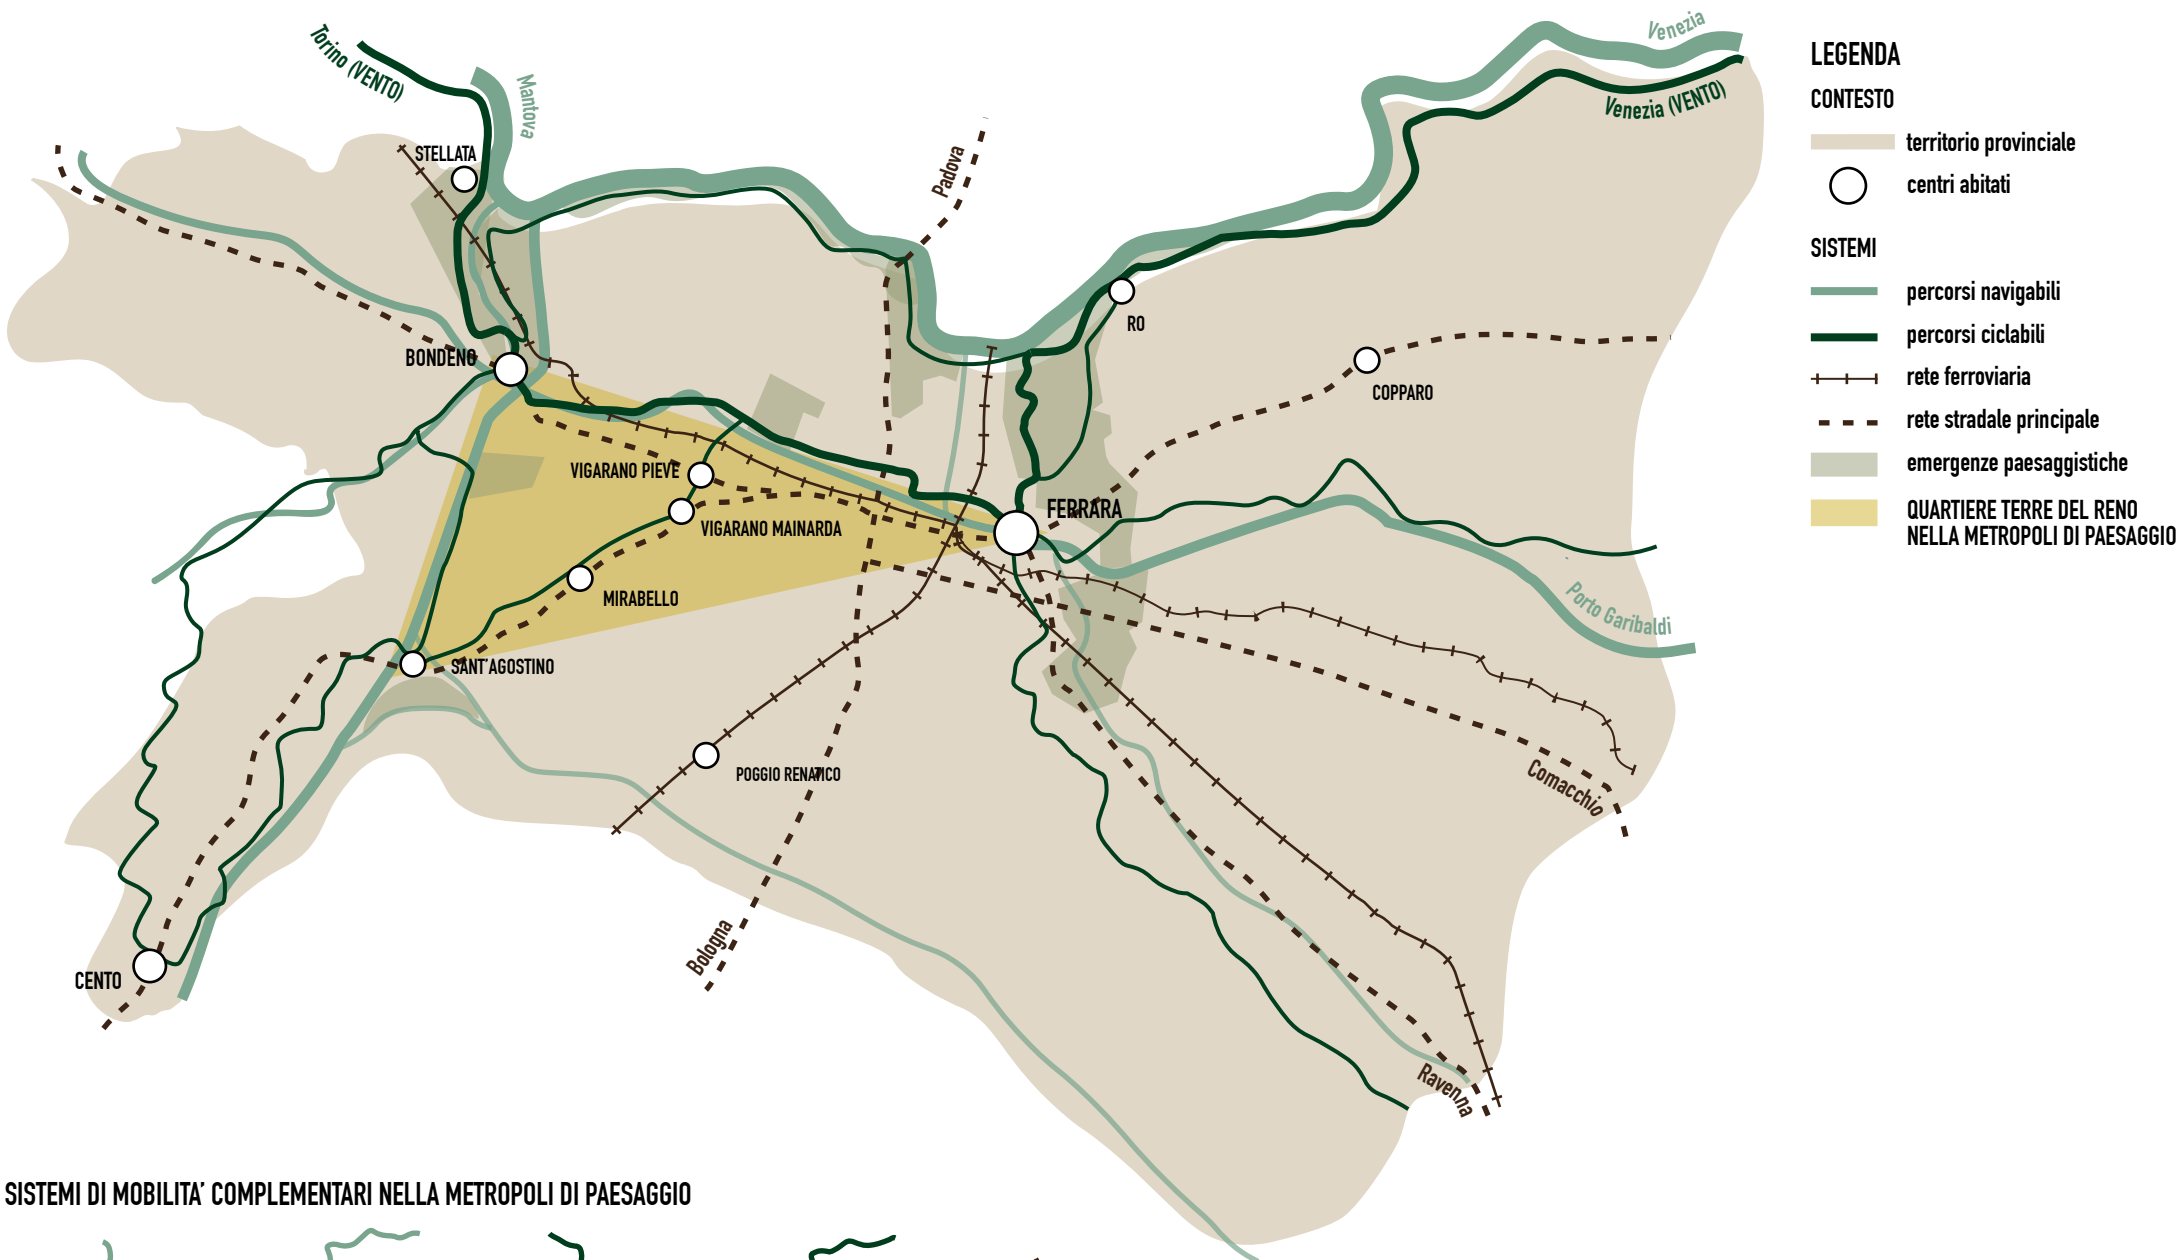 Torino (VENTO)
Mantova
Venezia
Venezia (VENTO)
Padova
STELLATA
RO
BONDENO
COPPARO
VIGARANO PIEVE
FERRARA
VIGARANO MAINARDA
MIRABELLO
Porto Garibaldi
SANT'AGOSTINO
POGGIO RENATICO
Comacchio
Bologna
CENTO
Ravenna
LEGENDA
CONTESTO
territorio provinciale
centri abitati
SISTEMI
percorsi navigabili
percorsi ciclabili
rete ferroviaria
rete stradale principale
emergenze paesaggistiche
QUARTIERE TERRE DEL RENO
NELLA METROPOLI DI PAESAGGIO
SISTEMI DI MOBILITA' COMPLEMENTARI NELLA METROPOLI DI PAESAGGIO